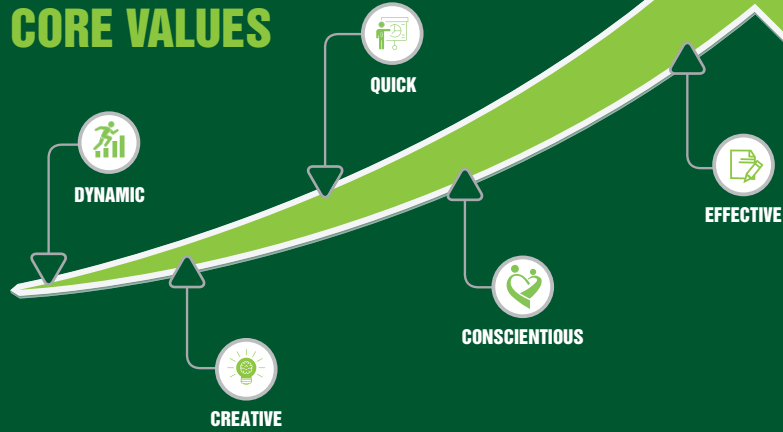 CORE VALUES
QUICK
DYNAMIC
EFFECTIVE
CONSCIENTIOUS
CREATIVE